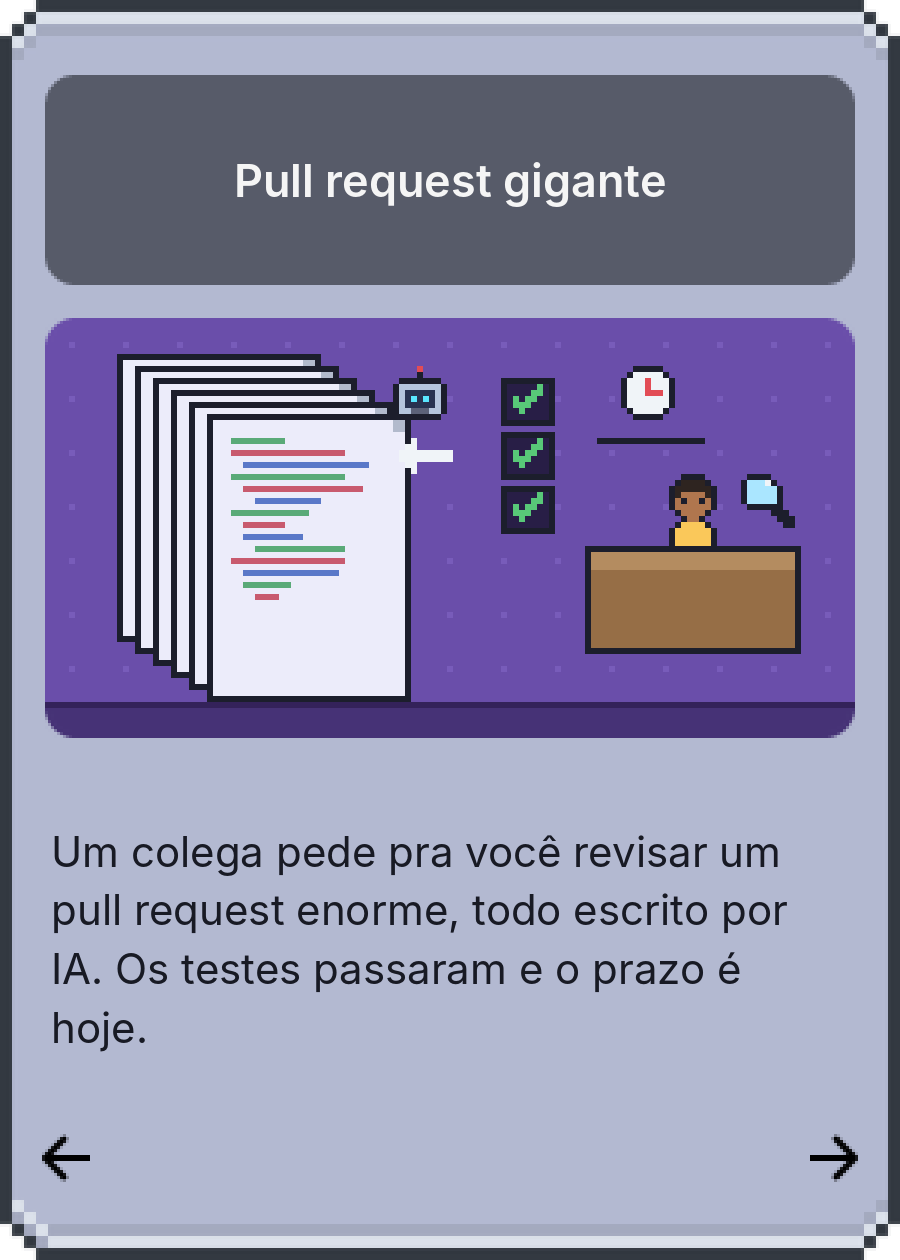 Pull request gigante
Um colega pede pra você revisar um
pull request enorme, todo escrito por
IA. Os testes passaram e o prazo é
hoje.